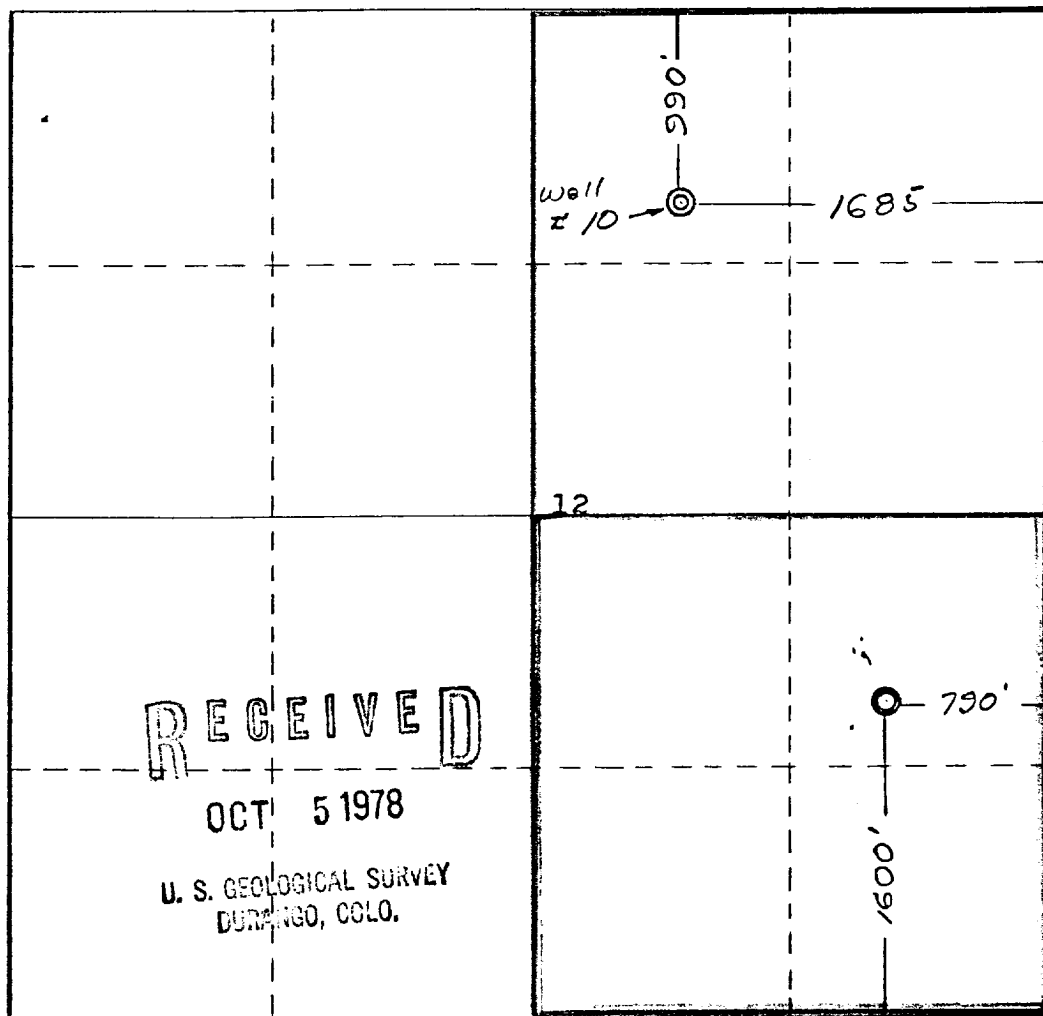 990'
well
# 10
1685
12
790'
RECEIVED
OCT 5 1978
U. S. GEOLOGICAL SURVEY
DURANGO, COLO.
1600'